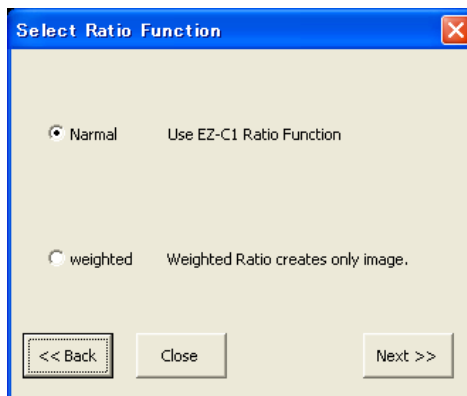 Select Ratio Function
Narmal Use EZ-C1 Ratio Function
weighted Weighted Ratio creates only image.
<< Back Close Next >>